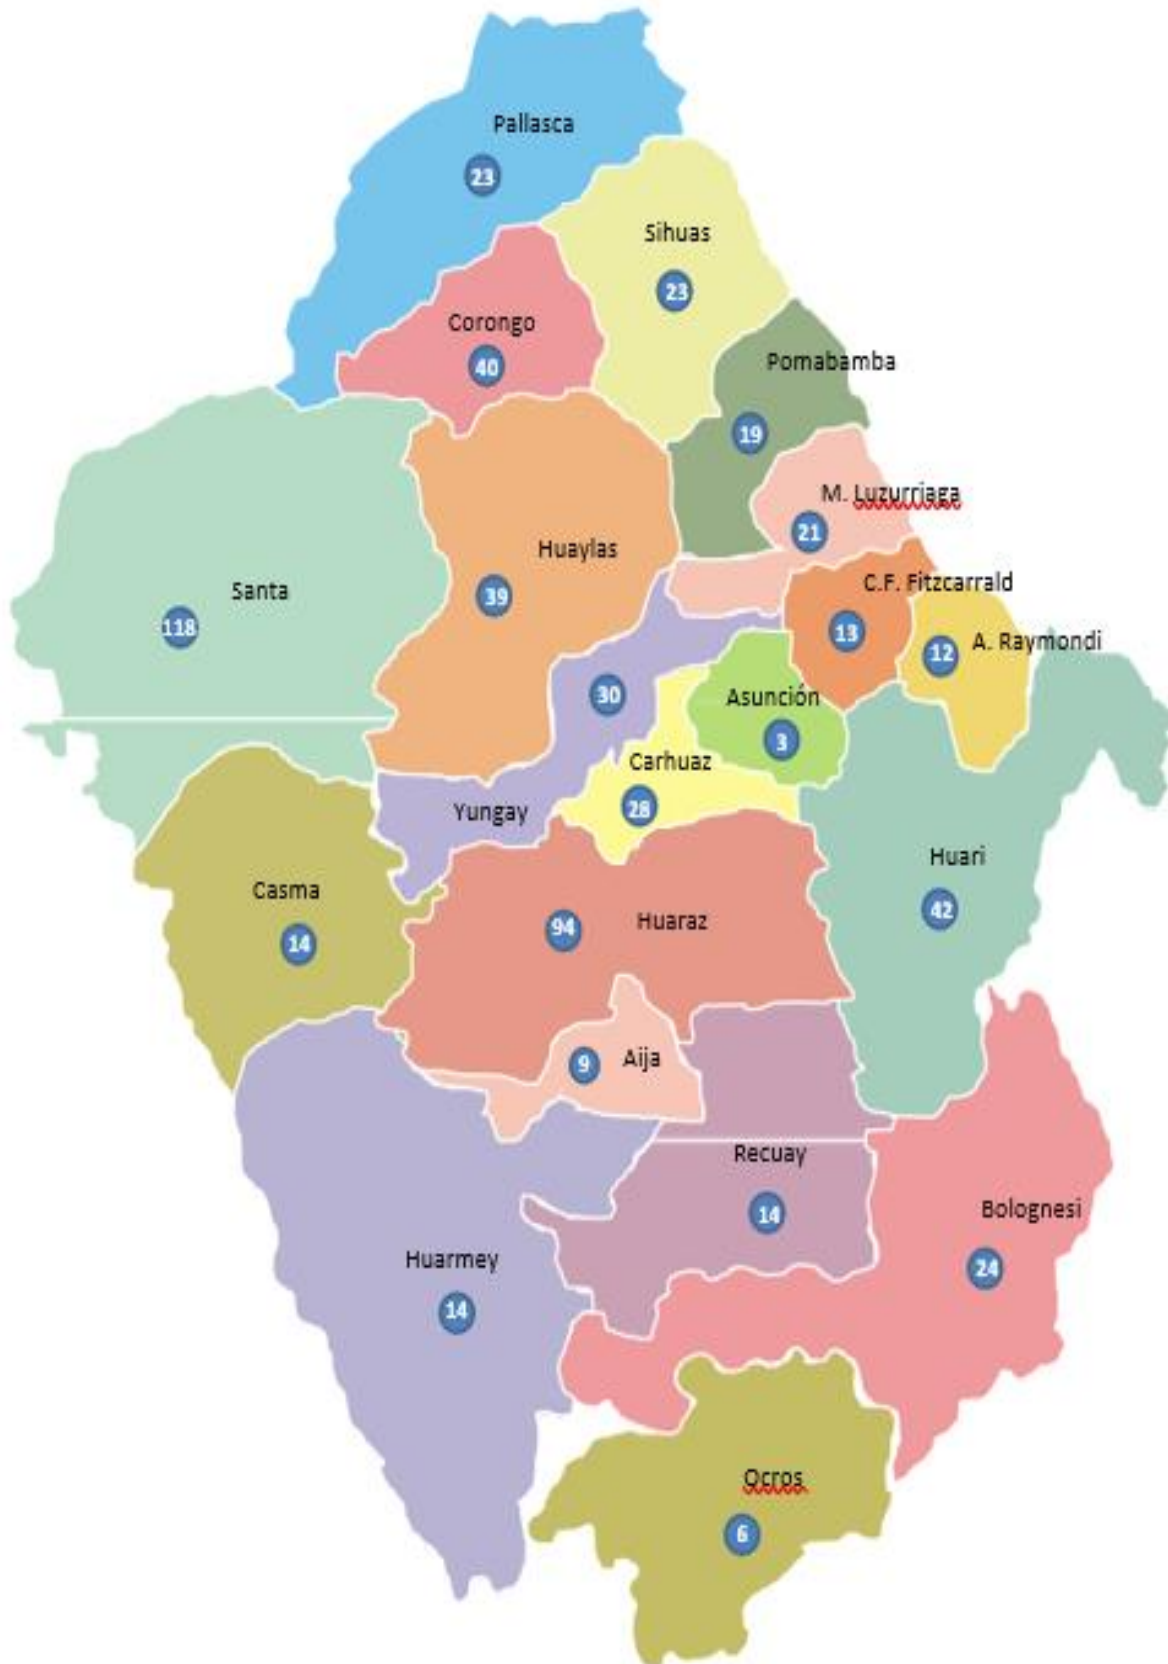 Pallasca
23
Sihuas
23
Corongo
40
Pomabamba
19
M. Luzurriaga
21
Huaylas
39
C.F. Fitzcarrald
13
Santa
118
A. Raymondi
12
30
Yungay
Asunción
3
Carhuaz
28
Huari
42
Casma
14
Huaraz
94
Aija
9
Recuay
14
Bolognesi
24
Huarmey
14
Ocros
6